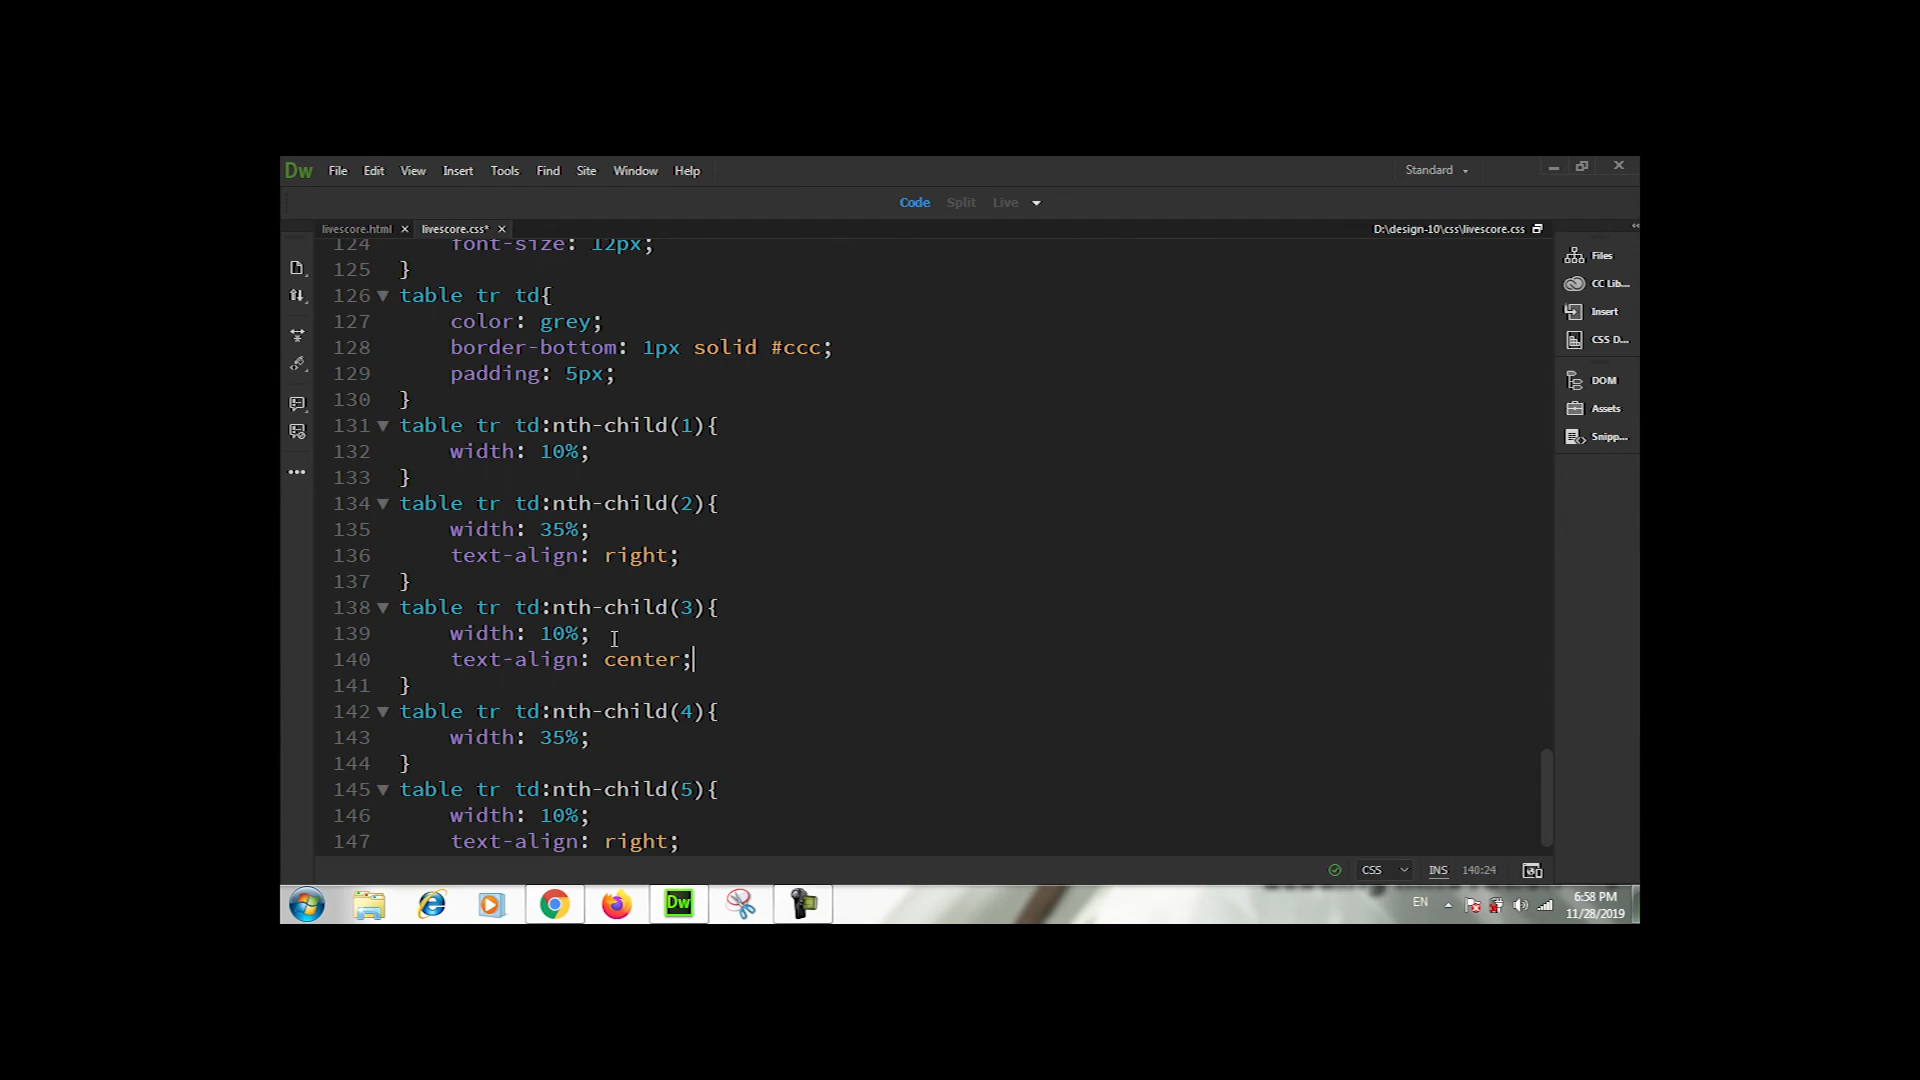 Dw File Edit View Insert Tools Find Site Window Help Standard
Code Split Live
livescore.html × livescore.css* × D:\design-10\css\livescore.css
124 font-size: 12px;
125 }
126 table tr td{
127 color: grey;
128 border-bottom: 1px solid #ccc;
129 padding: 5px;
130 }
131 table tr td:nth-child(1){
132 width: 10%;
133 }
134 table tr td:nth-child(2){
135 width: 35%;
136 text-align: right;
137 }
138 table tr td:nth-child(3){
139 width: 10%;
140 text-align: center;
141 }
142 table tr td:nth-child(4){
143 width: 35%;
144 }
145 table tr td:nth-child(5){
146 width: 10%;
147 text-align: right;
Files
CC Lib...
Insert
CSS D...
DOM
Assets
Snipp...
CSS INS 140:24
Dw
EN 6:58 PM
11/28/2019